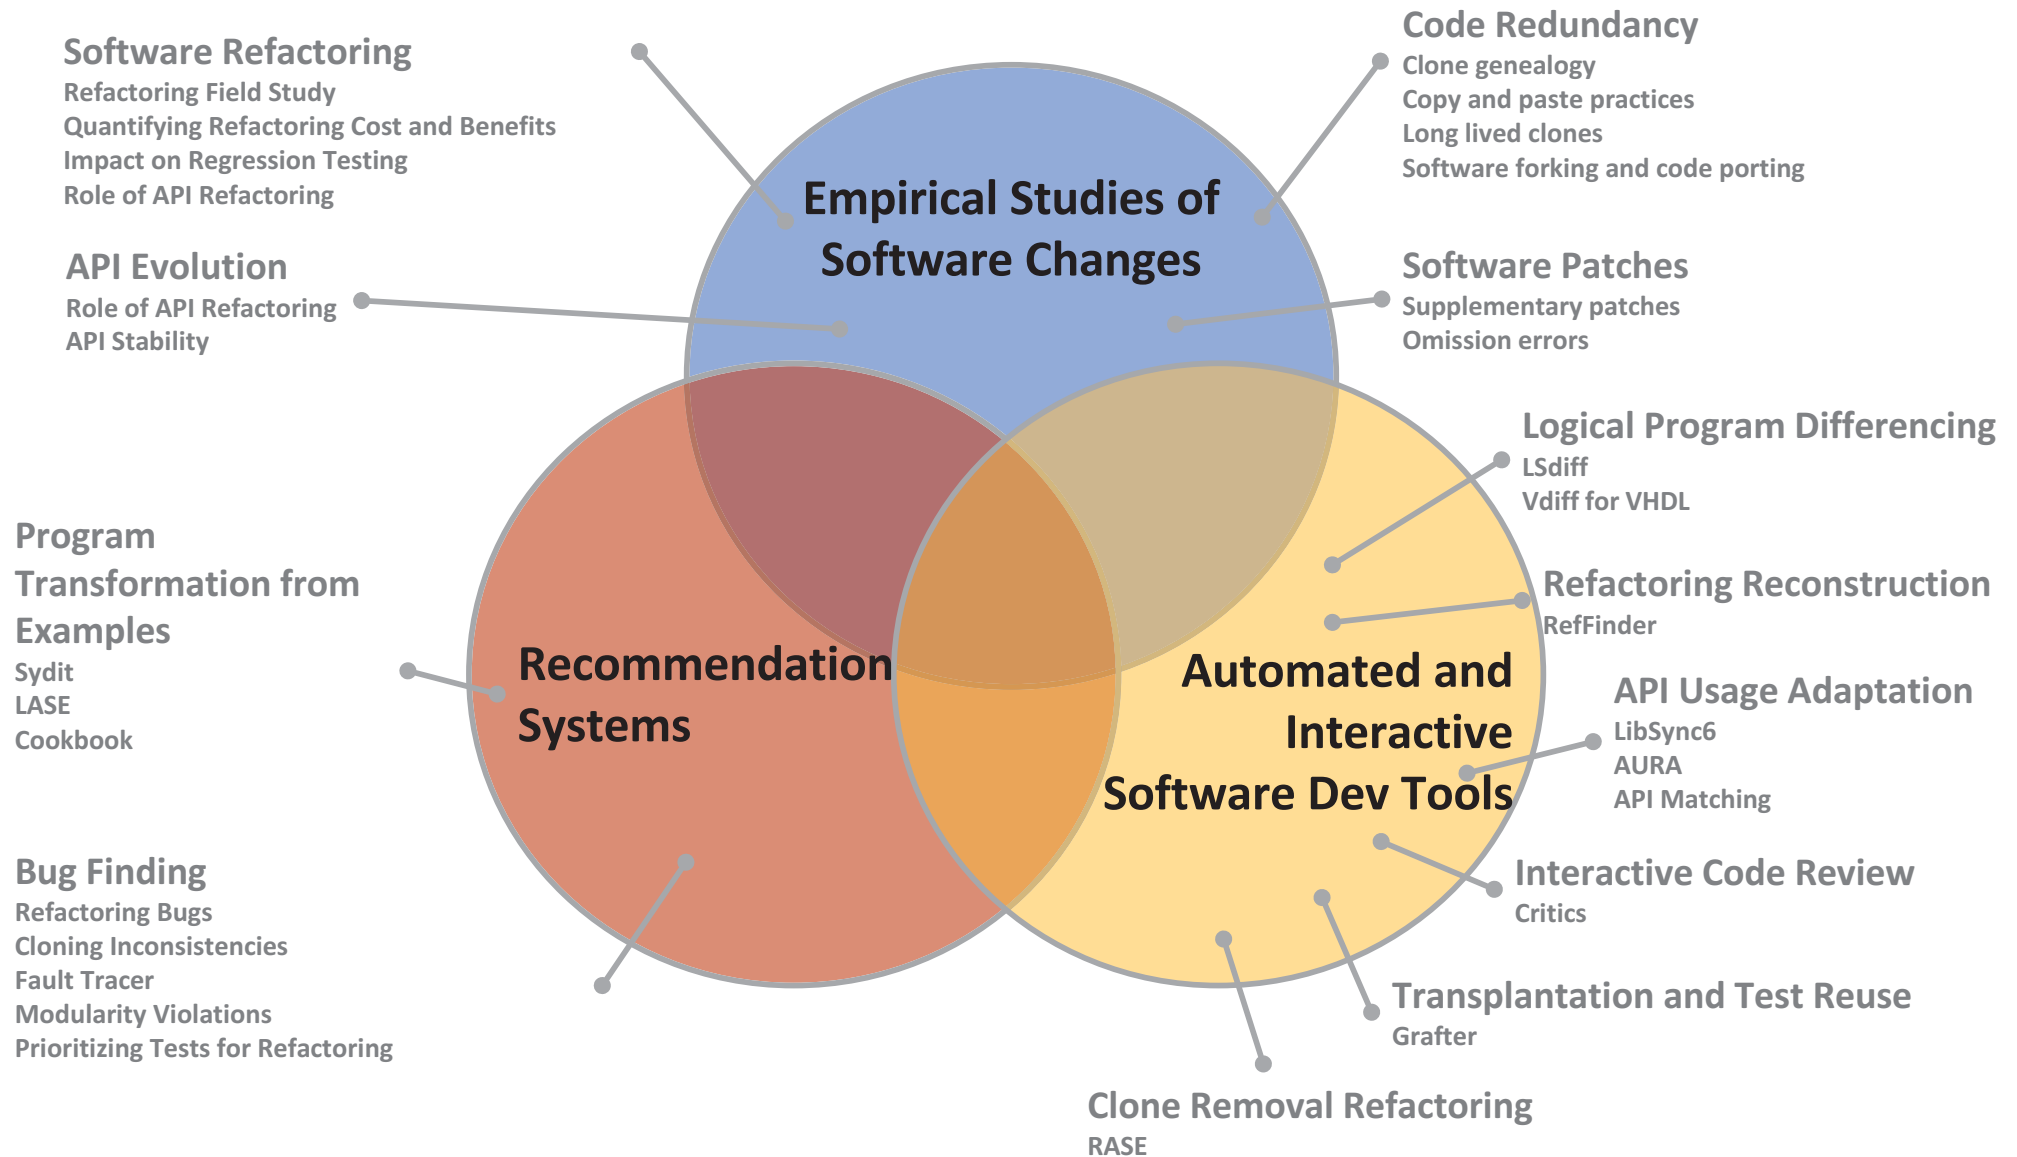 Software Refactoring
Refactoring Field Study
Quantifying Refactoring Cost and Benefits
Impact on Regression Testing
Role of API Refactoring
API Evolution
Role of API Refactoring
API Stability
Code Redundancy
Clone genealogy
Copy and paste practices
Long lived clones
Software forking and code porting
Software Patches
Supplementary patches
Omission errors
Empirical Studies of
Software Changes
Logical Program Differencing
LSdiff
Vdiff for VHDL
Refactoring Reconstruction
RefFinder
API Usage Adaptation
LibSync6
AURA
API Matching
Interactive Code Review
Critics
Transplantation and Test Reuse
Grafter
Clone Removal Refactoring
RASE
Automated and
Interactive
Software Dev Tools
Recommendation
Systems
Program
Transformation from
Examples
Sydit
LASE
Cookbook
Bug Finding
Refactoring Bugs
Cloning Inconsistencies
Fault Tracer
Modularity Violations
Prioritizing Tests for Refactoring